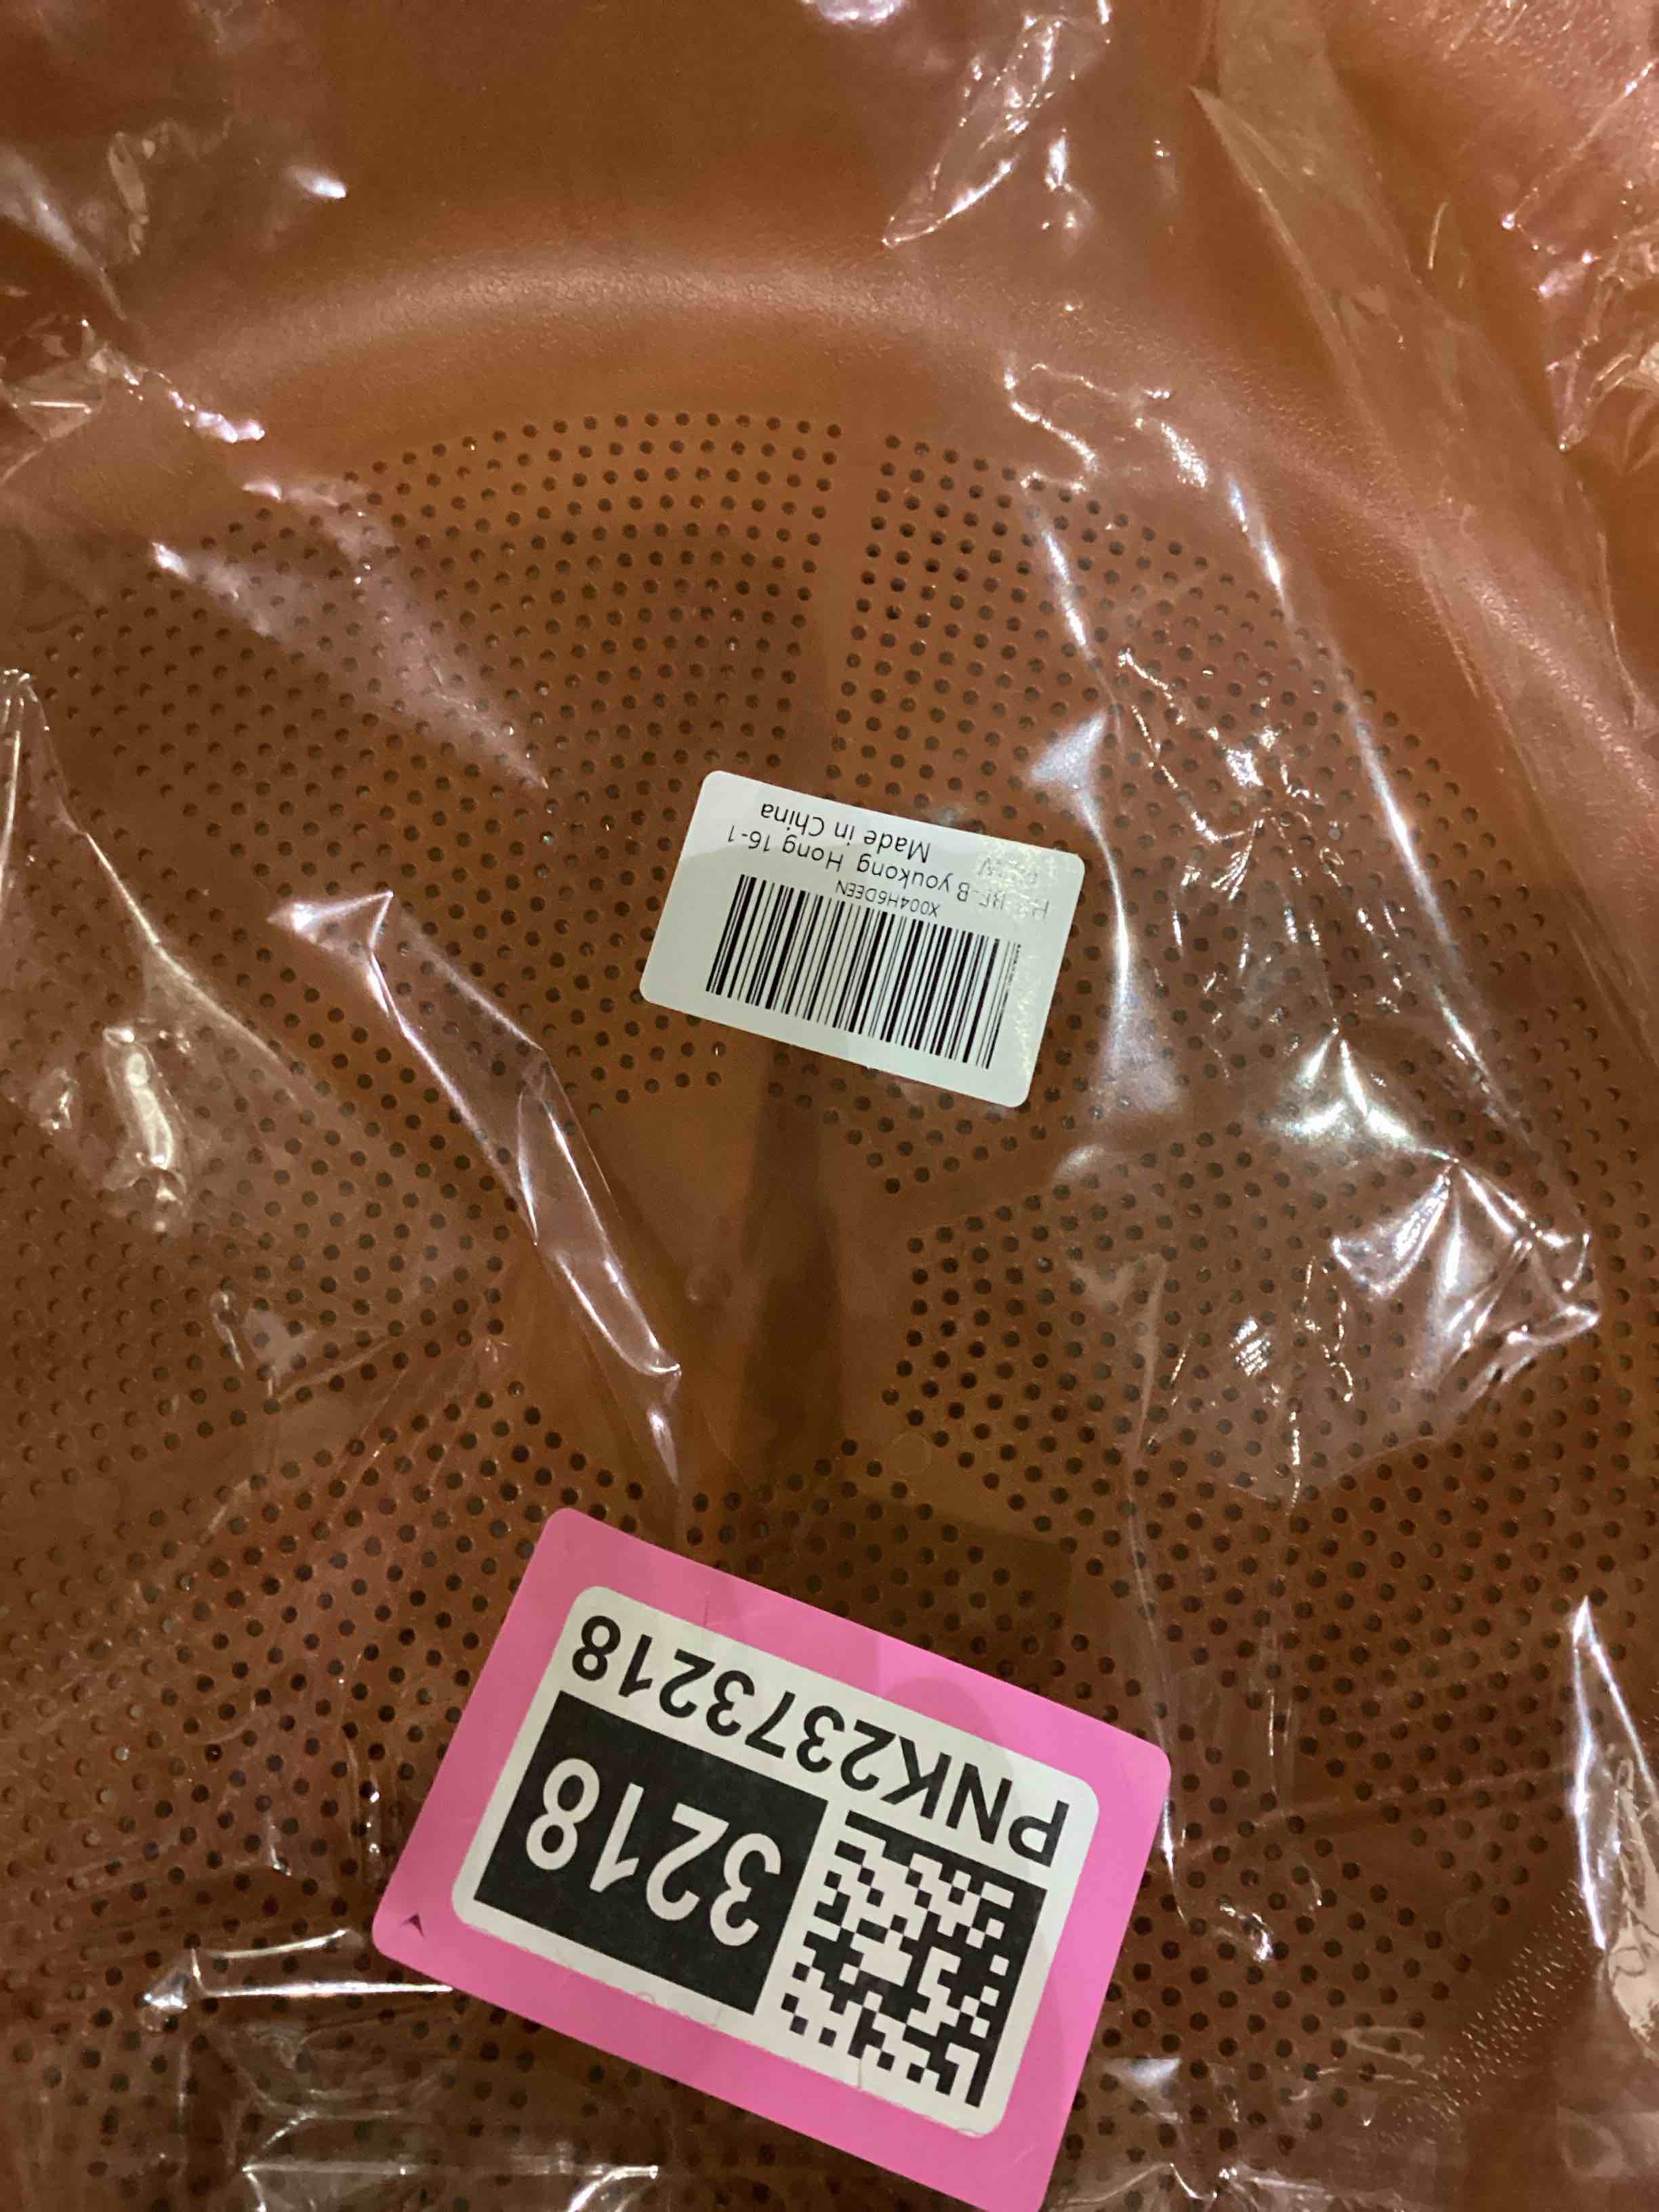 X004H6DEEN
youkong Hong 16-1
Made in China
PNK2373218
3218